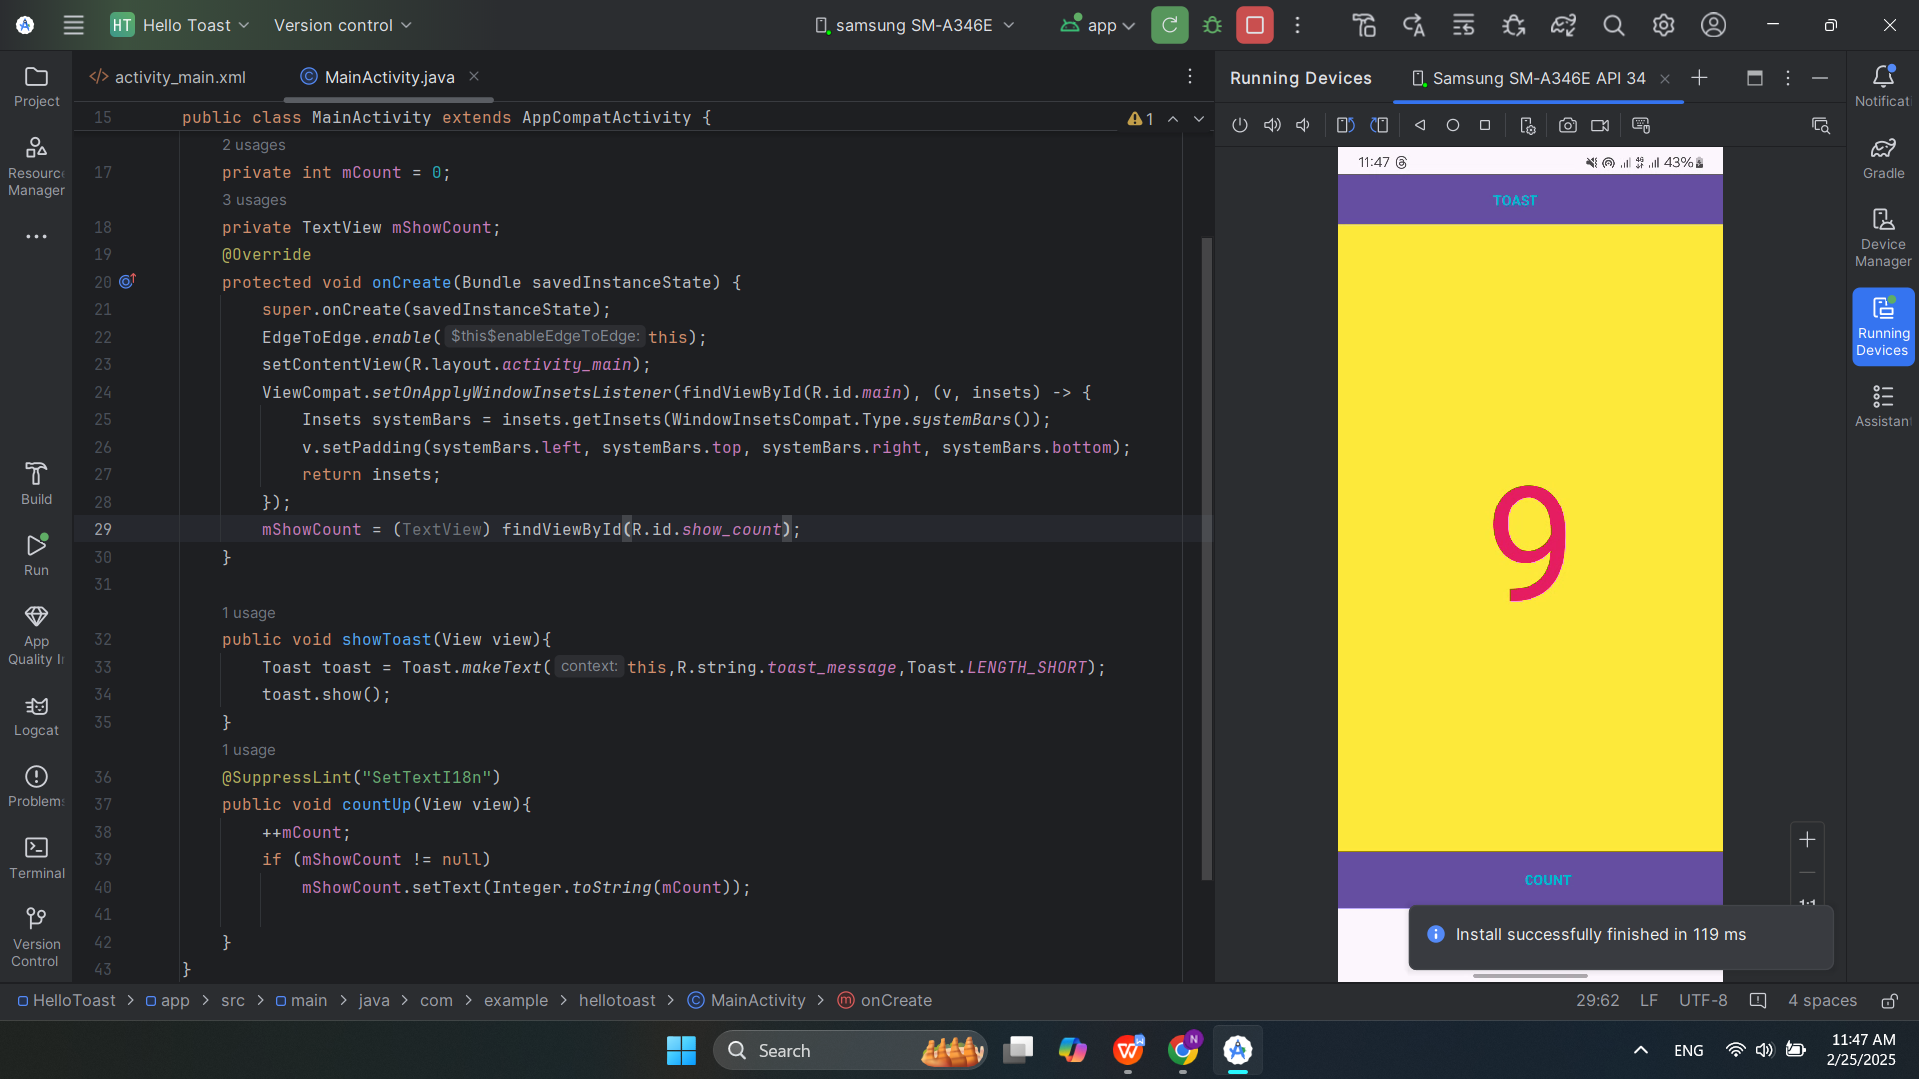 HT Hello Toast Version control samsung SM-A346E app
activity_main.xml MainActivity.java
Running Devices Samsung SM-A346E API 34
Project
Resourc
Manager
Build
Run
App
Quality I
Logcat
Problem
Terminal
Version
Control
15 public class MainActivity extends AppCompatActivity {
1
2 usages
17 private int mCount = 0;
3 usages
18 private TextView mShowCount;
19 @Override
20 protected void onCreate(Bundle savedInstanceState) {
21 super.onCreate(savedInstanceState);
22 EdgeToEdge.enable( $this$enableEdgeToEdge: this);
23 setContentView(R.layout.activity_main);
24 ViewCompat.setOnApplyWindowInsetsListener(findViewById(R.id.main), (v, insets) -> {
25 Insets systemBars = insets.getInsets(WindowInsetsCompat.Type.systemBars());
26 v.setPadding(systemBars.left, systemBars.top, systemBars.right, systemBars.bottom);
27 return insets;
28 });
29 mShowCount = (TextView) findViewById(R.id.show_count);
30 }
31
1 usage
32 public void showToast(View view){
33 Toast toast = Toast.makeText( context: this,R.string.toast_message,Toast.LENGTH_SHORT);
34 toast.show();
35 }
1 usage
36 @SuppressLint("SetTextI18n")
37 public void countUp(View view){
38 ++mCount;
39 if (mShowCount != null)
40 mShowCount.setText(Integer.toString(mCount));
41
42 }
43 }
11:47 43%
TOAST
9
COUNT
1:1
Install successfully finished in 119 ms
Notificat
Gradle
Device
Manager
Running
Devices
Assistan
HelloToast > app > src > main > java > com > example > hellotoast > MainActivity > onCreate
29:62 LF UTF-8 4 spaces
Search
N
W
ENG
11:47 AM
2/25/2025